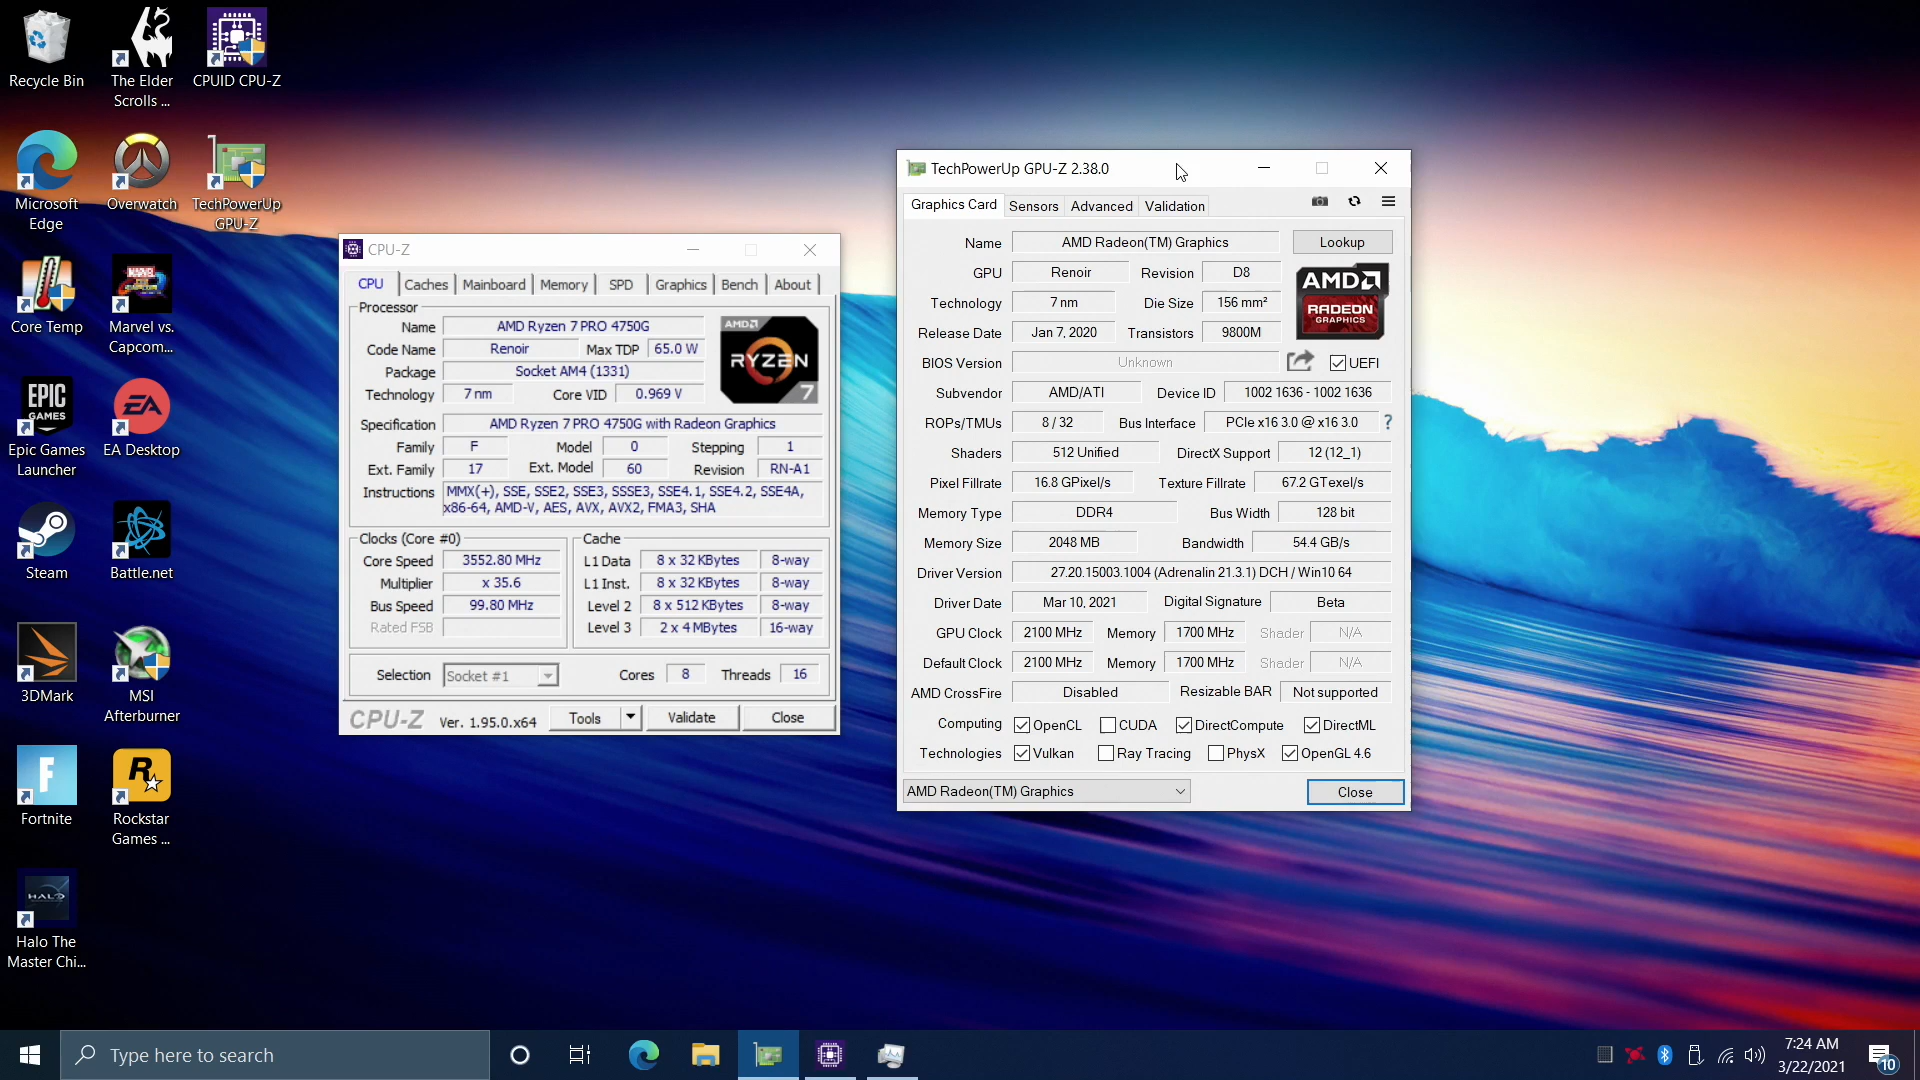 Recycle Bin
The Elder
Scrolls ...
CPUID CPU-Z
Microsoft
Edge
Overwatch
TechPowerUp
GPU-Z
Core Temp
MARVEL
Marvel vs.
Capcom...
EPIC
GAMES
Epic Games
Launcher
EA
EA Desktop
Steam
Battle.net
3DMark
MSI
Afterburner
F
Fortnite
R
Rockstar
Games ...
HALO
Halo The
Master Chi...
CPU-Z
CPU Caches Mainboard Memory SPD Graphics Bench About
Processor
Name AMD Ryzen 7 PRO 4750G
Code Name Renoir Max TDP 65.0 W
Package Socket AM4 (1331)
Technology 7 nm Core VID 0.969 V
AMD
RYZEN
7
Specification AMD Ryzen 7 PRO 4750G with Radeon Graphics
Family F Model 0 Stepping 1
Ext. Family 17 Ext. Model 60 Revision RN-A1
Instructions MMX(+), SSE, SSE2, SSE3, SSSE3, SSE4.1, SSE4.2, SSE4A,
x86-64, AMD-V, AES, AVX, AVX2, FMA3, SHA
Clocks (Core #0)
Core Speed 3552.80 MHz
Multiplier x 35.6
Bus Speed 99.80 MHz
Rated FSB
Cache
L1 Data 8 x 32 KBytes 8-way
L1 Inst. 8 x 32 KBytes 8-way
Level 2 8 x 512 KBytes 8-way
Level 3 2 x 4 MBytes 16-way
Selection Socket #1 Cores 8 Threads 16
CPU-Z Ver. 1.95.0.x64 Tools Validate Close
TechPowerUp GPU-Z 2.38.0
Graphics Card Sensors Advanced Validation
Name AMD Radeon(TM) Graphics Lookup
GPU Renoir Revision D8
Technology 7 nm Die Size 156 mm²
Release Date Jan 7, 2020 Transistors 9800M
AMD
RADEON
GRAPHICS
BIOS Version Unknown UEFI
Subvendor AMD/ATI Device ID 1002 1636 - 1002 1636
ROPs/TMUs 8 / 32 Bus Interface PCIe x16 3.0 @ x16 3.0 ?
Shaders 512 Unified DirectX Support 12 (12_1)
Pixel Fillrate 16.8 GPixel/s Texture Fillrate 67.2 GTexel/s
Memory Type DDR4 Bus Width 128 bit
Memory Size 2048 MB Bandwidth 54.4 GB/s
Driver Version 27.20.15003.1004 (Adrenalin 21.3.1) DCH / Win10 64
Driver Date Mar 10, 2021 Digital Signature Beta
GPU Clock 2100 MHz Memory 1700 MHz Shader N/A
Default Clock 2100 MHz Memory 1700 MHz Shader N/A
AMD CrossFire Disabled Resizable BAR Not supported
Computing OpenCL CUDA DirectCompute DirectML
Technologies Vulkan Ray Tracing PhysX OpenGL 4.6
AMD Radeon(TM) Graphics Close
Type here to search
7:24 AM
3/22/2021
10